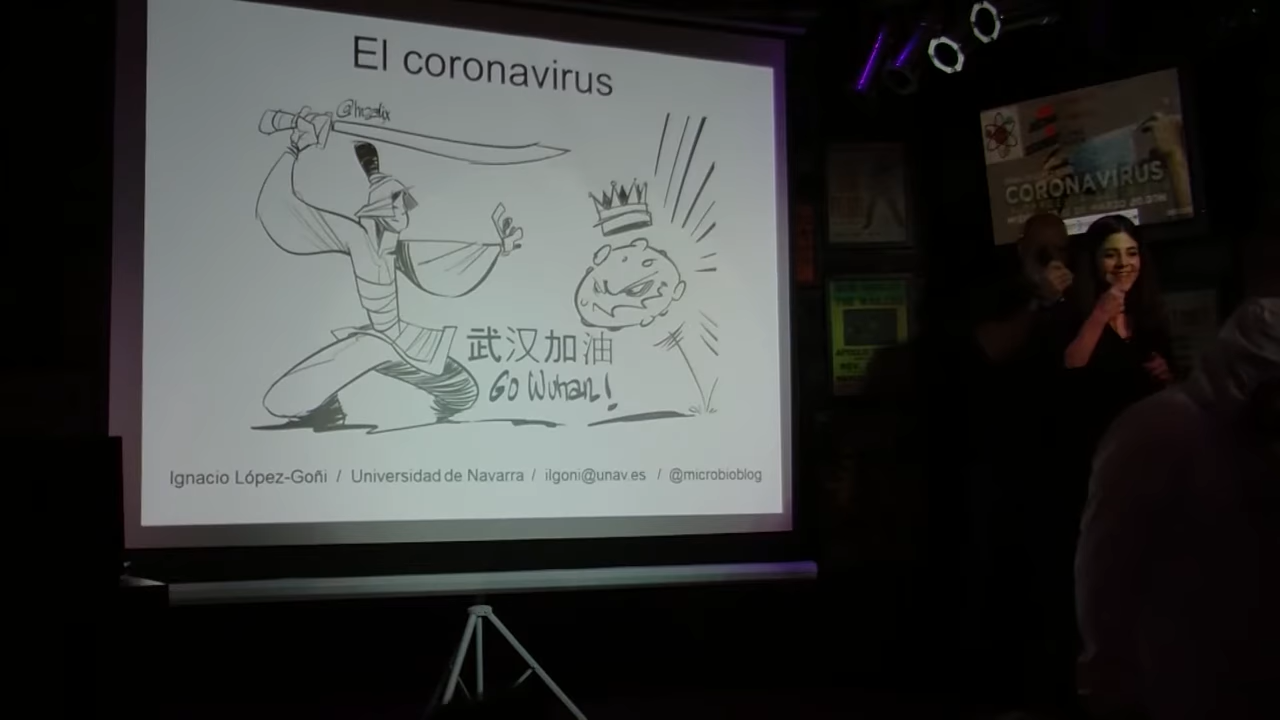 El coronavirus
武汉加油
Go Wuhan!
Ignacio López-Goñi / Universidad de Navarra / ilgoni@unav.es / @microbioblog
CORONAVIRUS